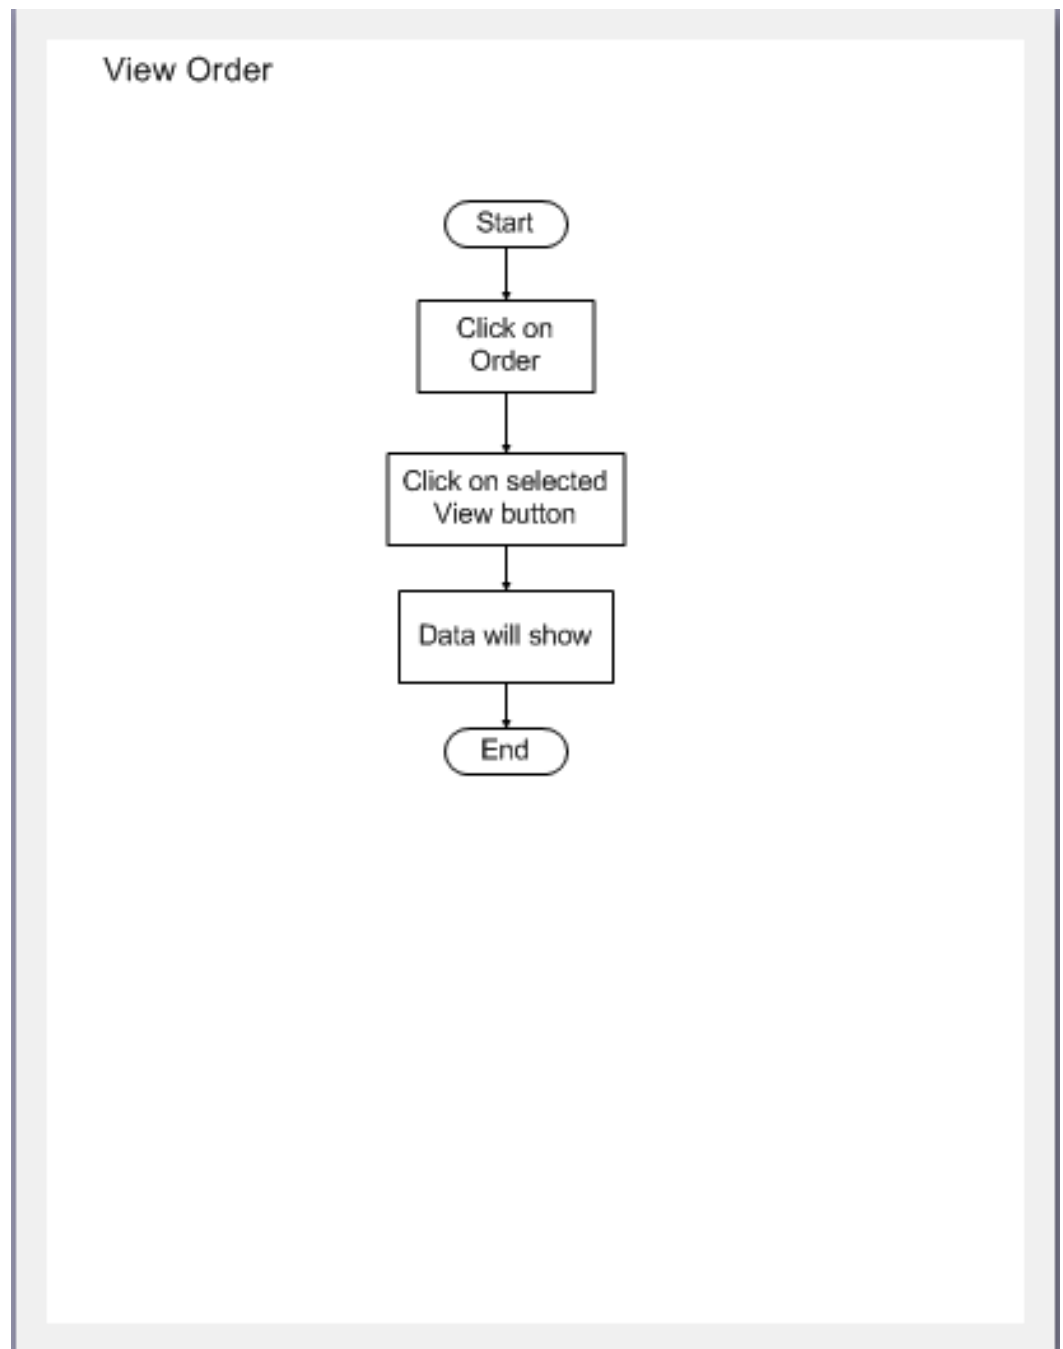 View Order
Start
Click on
Order
Click on selected
View button
Data will show
End